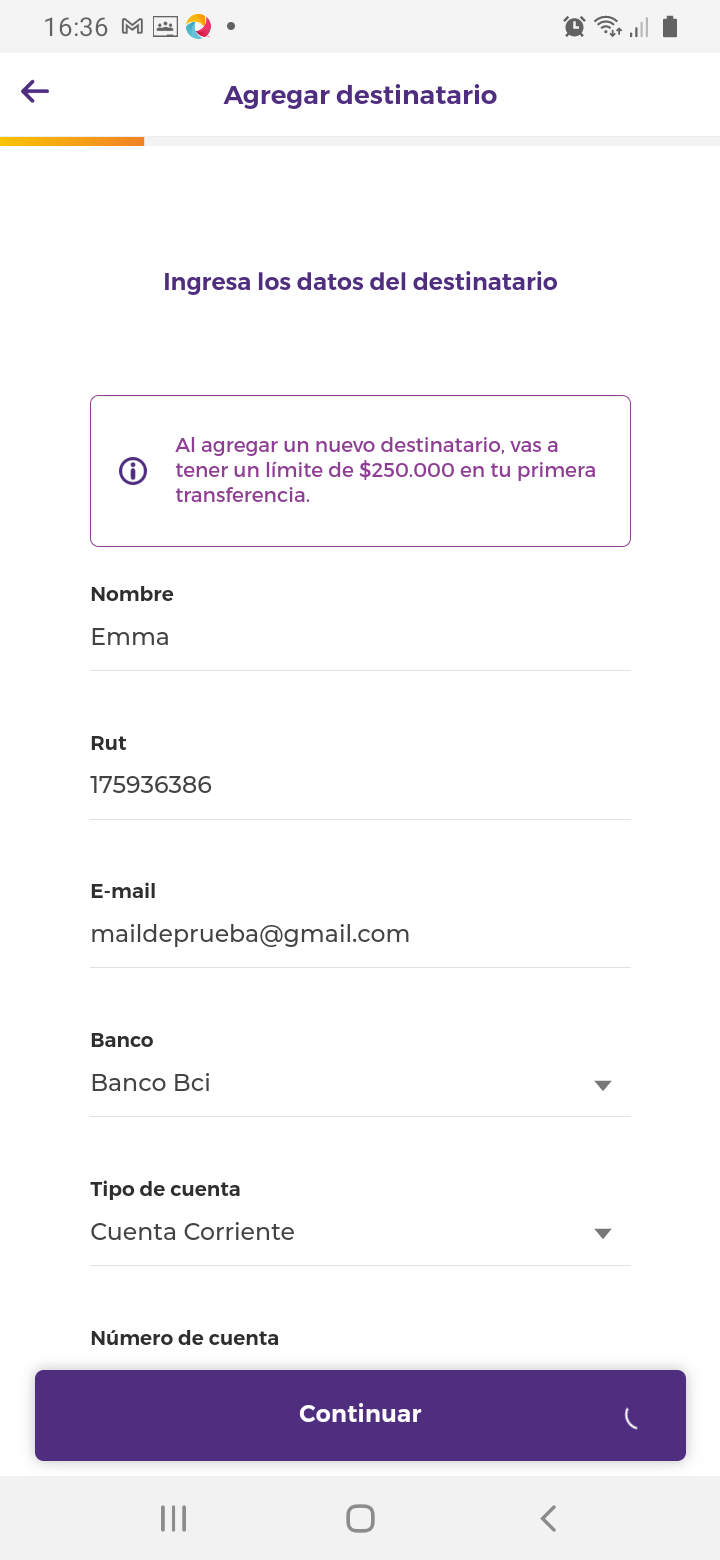 16:36
Agregar destinatario
Ingresa los datos del destinatario
Al agregar un nuevo destinatario, vas a
tener un límite de $250.000 en tu primera
transferencia.
Nombre
Emma
Rut
175936386
E-mail
maildeprueba@gmail.com
Banco
Banco Bci
Tipo de cuenta
Cuenta Corriente
Número de cuenta
Continuar